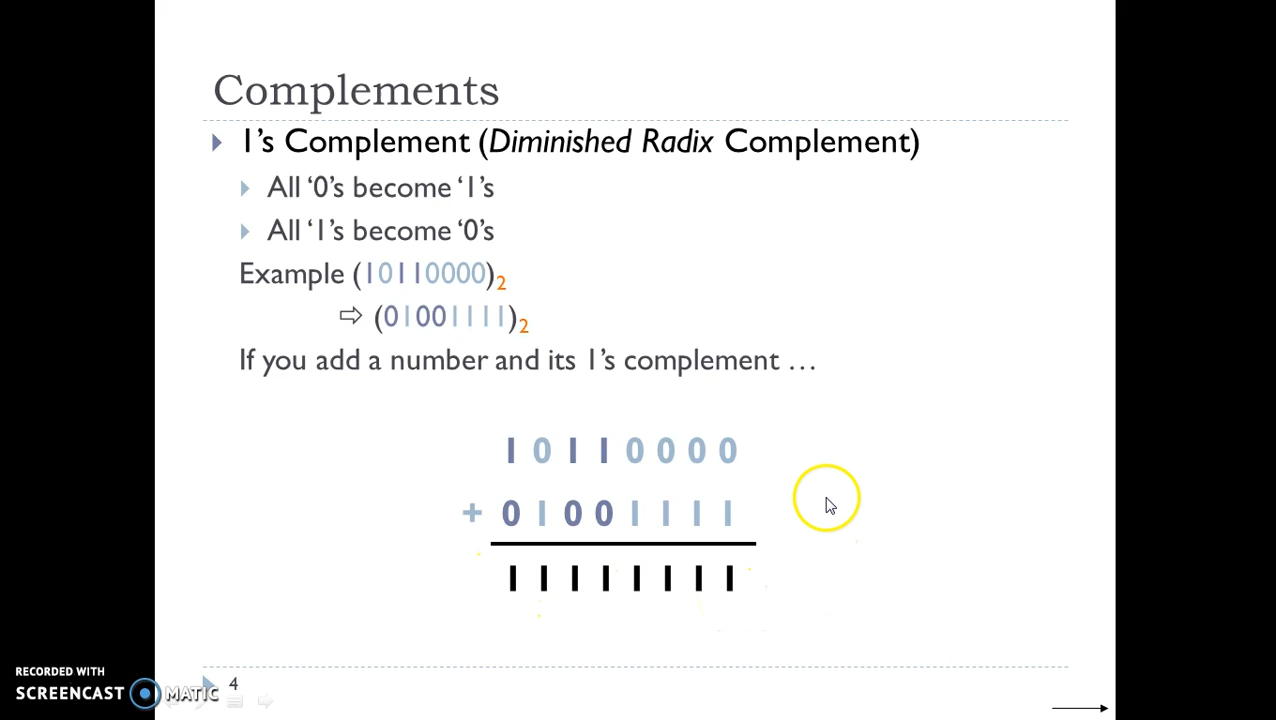 Complements
1’s Complement (Diminished Radix Complement)
All ‘0’s become ‘1’s
All ‘1’s become ‘0’s
Example (10110000)2
⇨ (01001111)2
If you add a number and its 1’s complement …
1 0 1 1 0 0 0 0
+ 0 1 0 0 1 1 1 1
1 1 1 1 1 1 1 1
RECORDED WITH
SCREENCAST MATIC
4